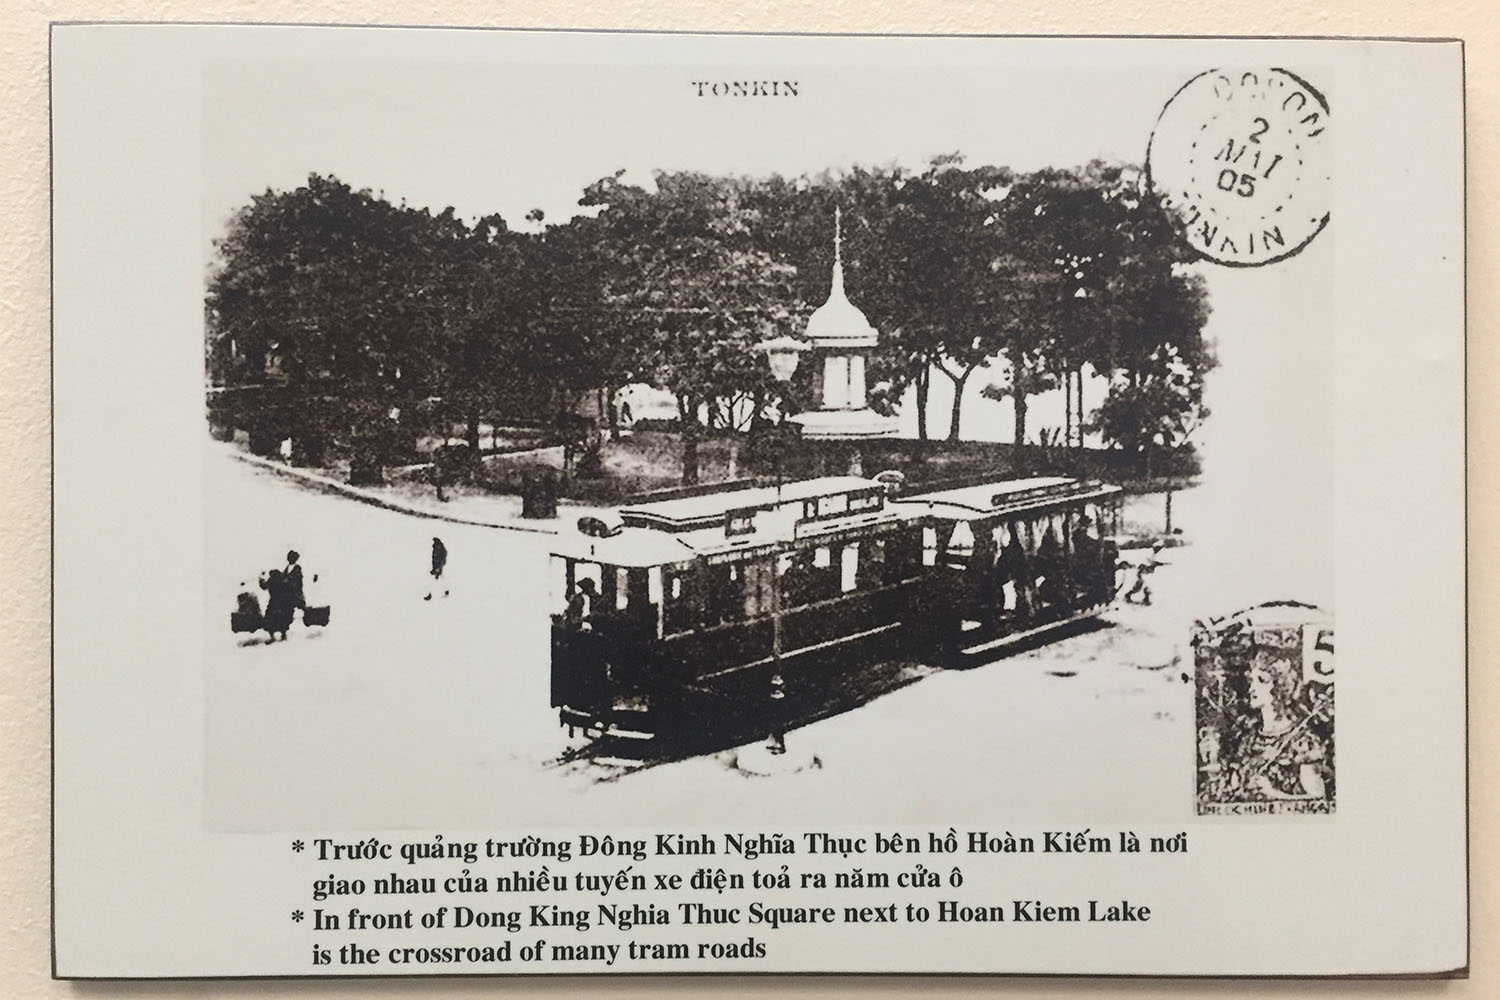 TONKIN
DOSON
2
MAI
05
TONKIN
5
* Trước quảng trường Đông Kinh Nghĩa Thục bên hồ Hoàn Kiếm là nơi
giao nhau của nhiều tuyến xe điện toả ra năm cửa ô
* In front of Dong King Nghia Thuc Square next to Hoan Kiem Lake
is the crossroad of many tram roads